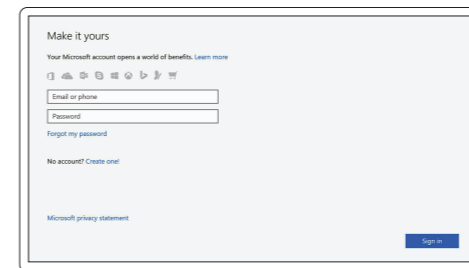 Make it yours
Your Microsoft account opens a world of benefits. Learn more
Email or phone
Password
Forgot my password
No account? Create one!
Microsoft privacy statement
Sign in